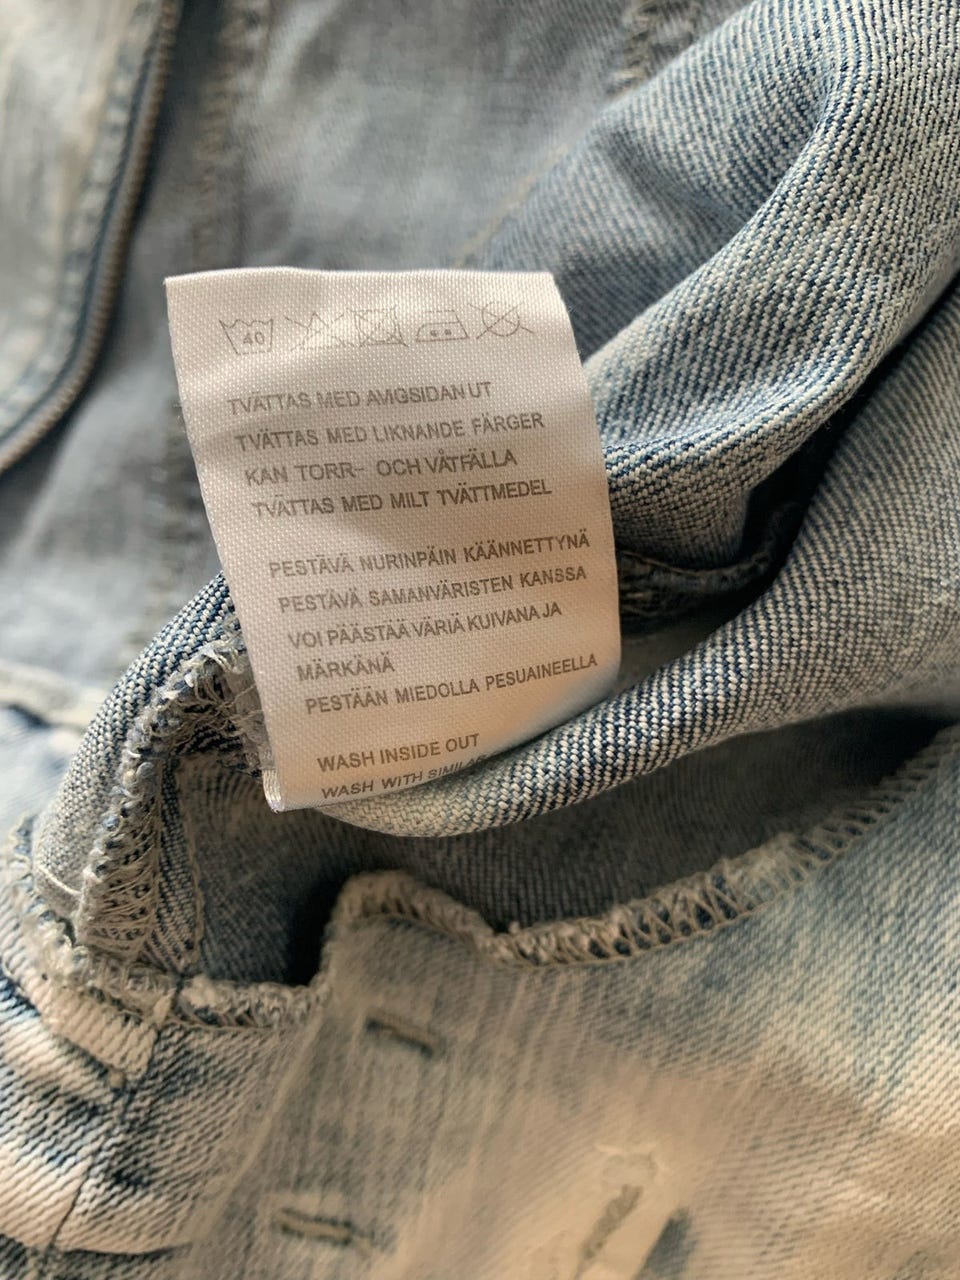 40
TVÄTTAS MED AVIGSIDAN UT
TVÄTTAS MED LIKNANDE FÄRGER
KAN TORR- OCH VÅTFÄLLA
TVÄTTAS MED MILT TVÄTTMEDEL
PESTÄVÄ NURINPÄIN KÄÄNNETTYNÄ
PESTÄVÄ SAMANVÄRISTEN KANSSA
VOI PÄÄSTÄÄ VÄRIÄ KUIVANA JA
MÄRKÄNÄ
PESTÄÄN MIEDOLLA PESUAINEELLA
WASH INSIDE OUT
WASH WITH